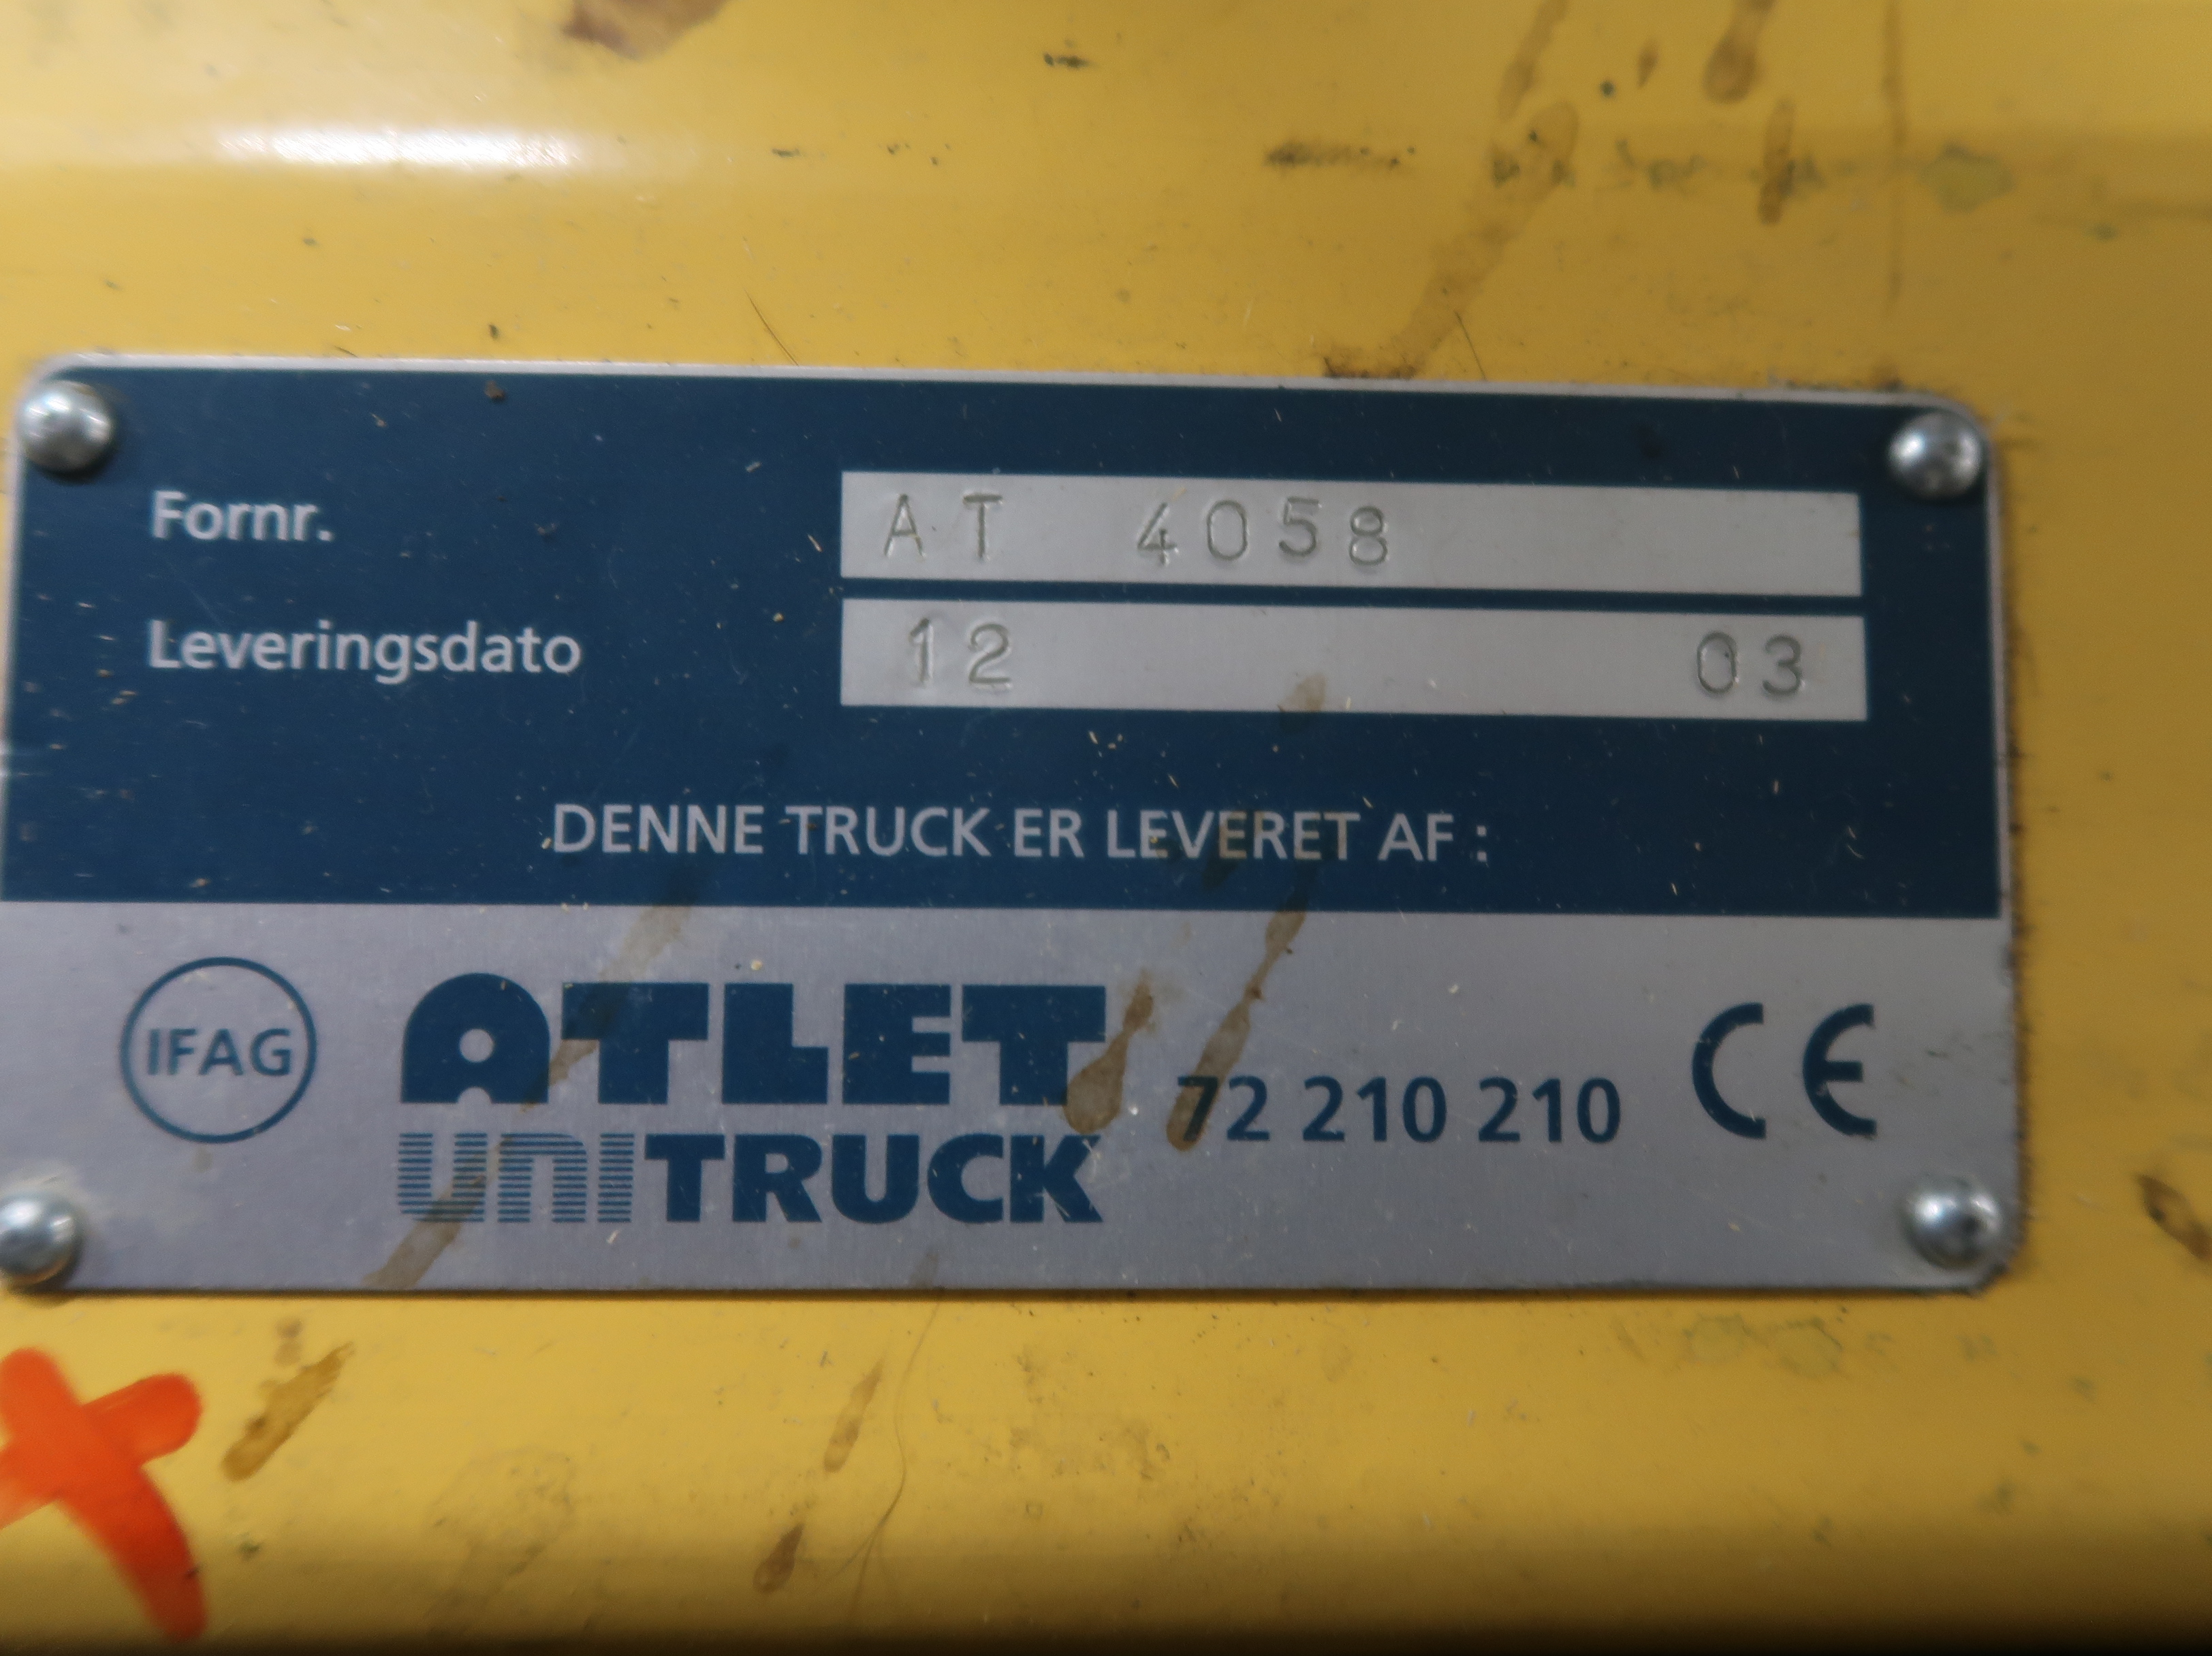 Fornr. AT 4058
Leveringsdato 12 03
DENNE TRUCK ER LEVERET AF :
IFAG
ATLET
UNITRUCK
72 210 210
CE